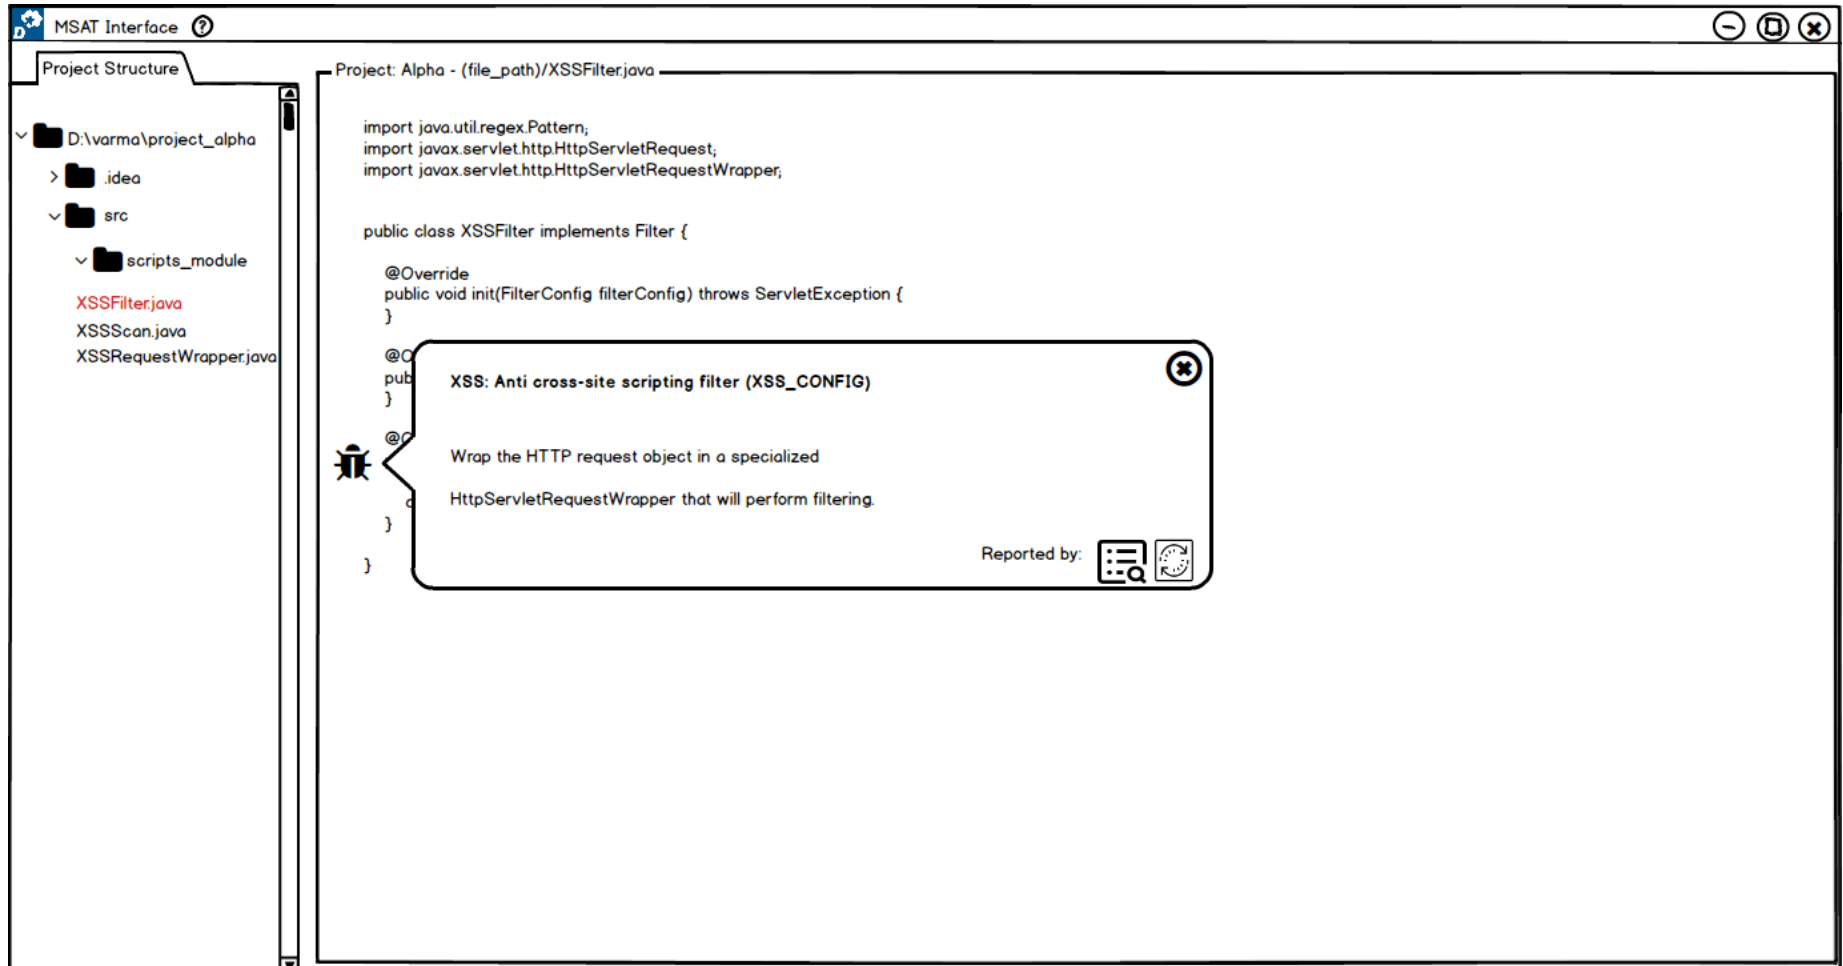 D
MSAT Interface ?
Project Structure
D:\varma\project_alpha
.idea
src
scripts_module
XSSFilter.java
XSSScan.java
XSSRequestWrapper.java
Project: Alpha - (file_path)/XSSFilter.java
import java.util.regex.Pattern;
import javax.servlet.http.HttpServletRequest;
import javax.servlet.http.HttpServletRequestWrapper;
public class XSSFilter implements Filter {
@Override
public void init(FilterConfig filterConfig) throws ServletException {
}
@O
pub
}
@O
}
}
XSS: Anti cross-site scripting filter (XSS_CONFIG)
Wrap the HTTP request object in a specialized
HttpServletRequestWrapper that will perform filtering.
Reported by: